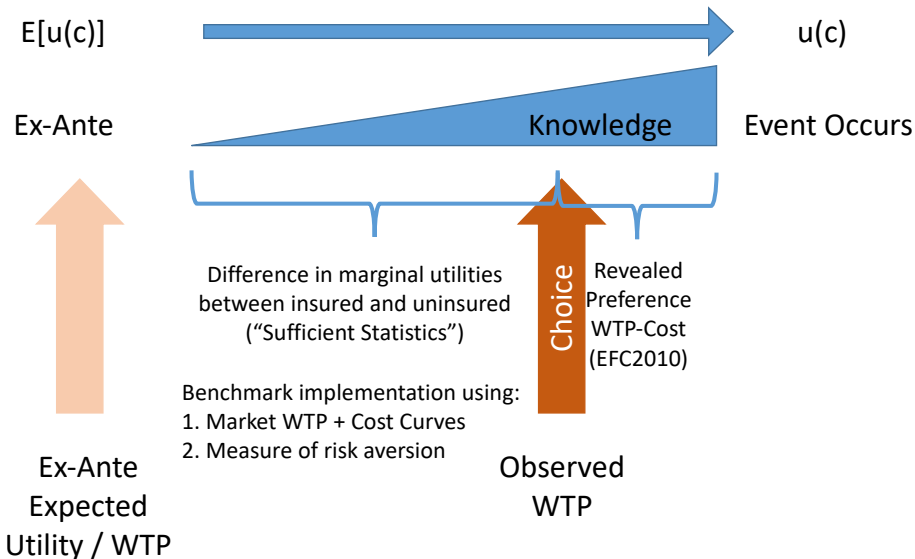 E[u(c)]
u(c)
Ex-Ante
Knowledge
Event Occurs
Difference in marginal utilities
between insured and uninsured
(“Sufficient Statistics”)
Choice
Revealed
Preference
WTP-Cost
(EFC2010)
Benchmark implementation using:
1. Market WTP + Cost Curves
2. Measure of risk aversion
Ex-Ante
Expected
Utility / WTP
Observed
WTP